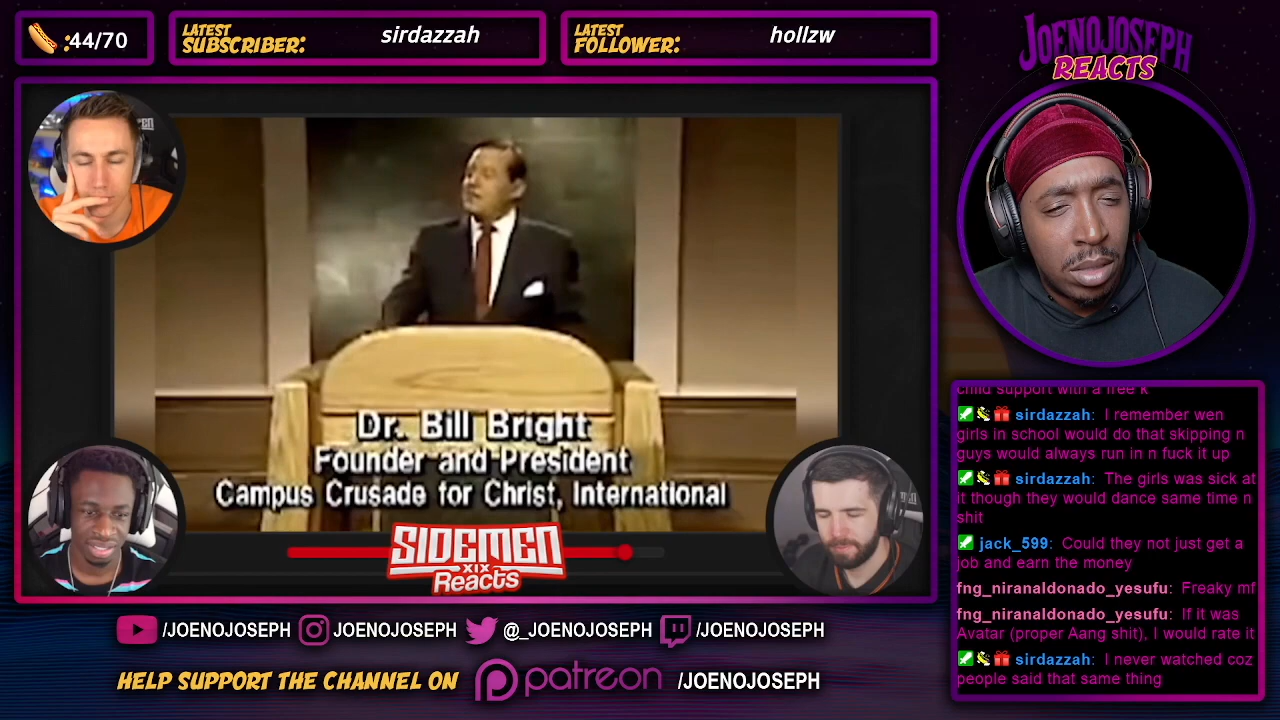 :44/70
LATEST
SUBSCRIBER:
sirdazzah
LATEST
FOLLOWER:
hollzw
JOENOJOSEPH
REACTS
Dr. Bill Bright
Founder and President
Campus Crusade for Christ, International
SIDEMEN
XIX
Reacts
child support with a free k
sirdazzah: I remember wen
girls in school would do that skipping n
guys would always run in n fuck it up
sirdazzah: The girls was sick at
it though they would dance same time n
shit
jack_599: Could they not just get a
job and earn the money
fng_niranaldonado_yesufu: Freaky mf
fng_niranaldonado_yesufu: If it was
Avatar (proper Aang shit), I would rate it
sirdazzah: I never watched coz
people said that same thing
/JOENOJOSEPH
JOENOJOSEPH
@_JOENOJOSEPH
/JOENOJOSEPH
HELP SUPPORT THE CHANNEL ON
patreon
/JOENOJOSEPH